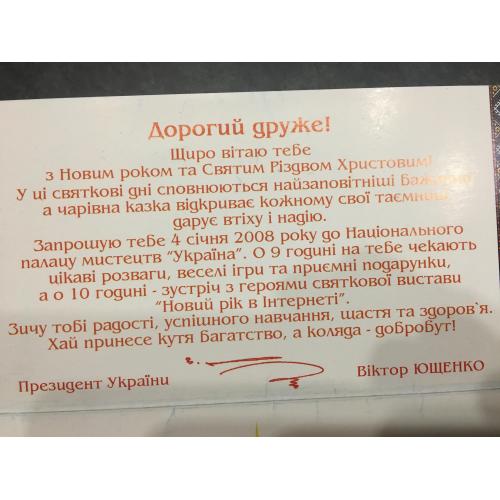 Дорогий друже!
Щиро вітаю тебе
з Новим роком та Святим Різдвом Христовим!
У ці святкові дні сповнюються найзаповітніші
а чарівна казка відкриває кожному свої
дарує втіху і надію.
Запрошую тебе 4 січня 2008 року до Національного
палацу мистецтв "Україна". О 9 годині на тебе чекають
цікаві розваги, веселі ігри та приємні подарунки,
а о 10 годині - зустріч з героями святкової вистави
"Новий рік в Інтернеті".
Зичу тобі радості, успішного навчання, щастя та здоров`я.
Хай принесе кутя багатство, а коляда - добробут!
Президент України
Віктор ЮЩЕНКО